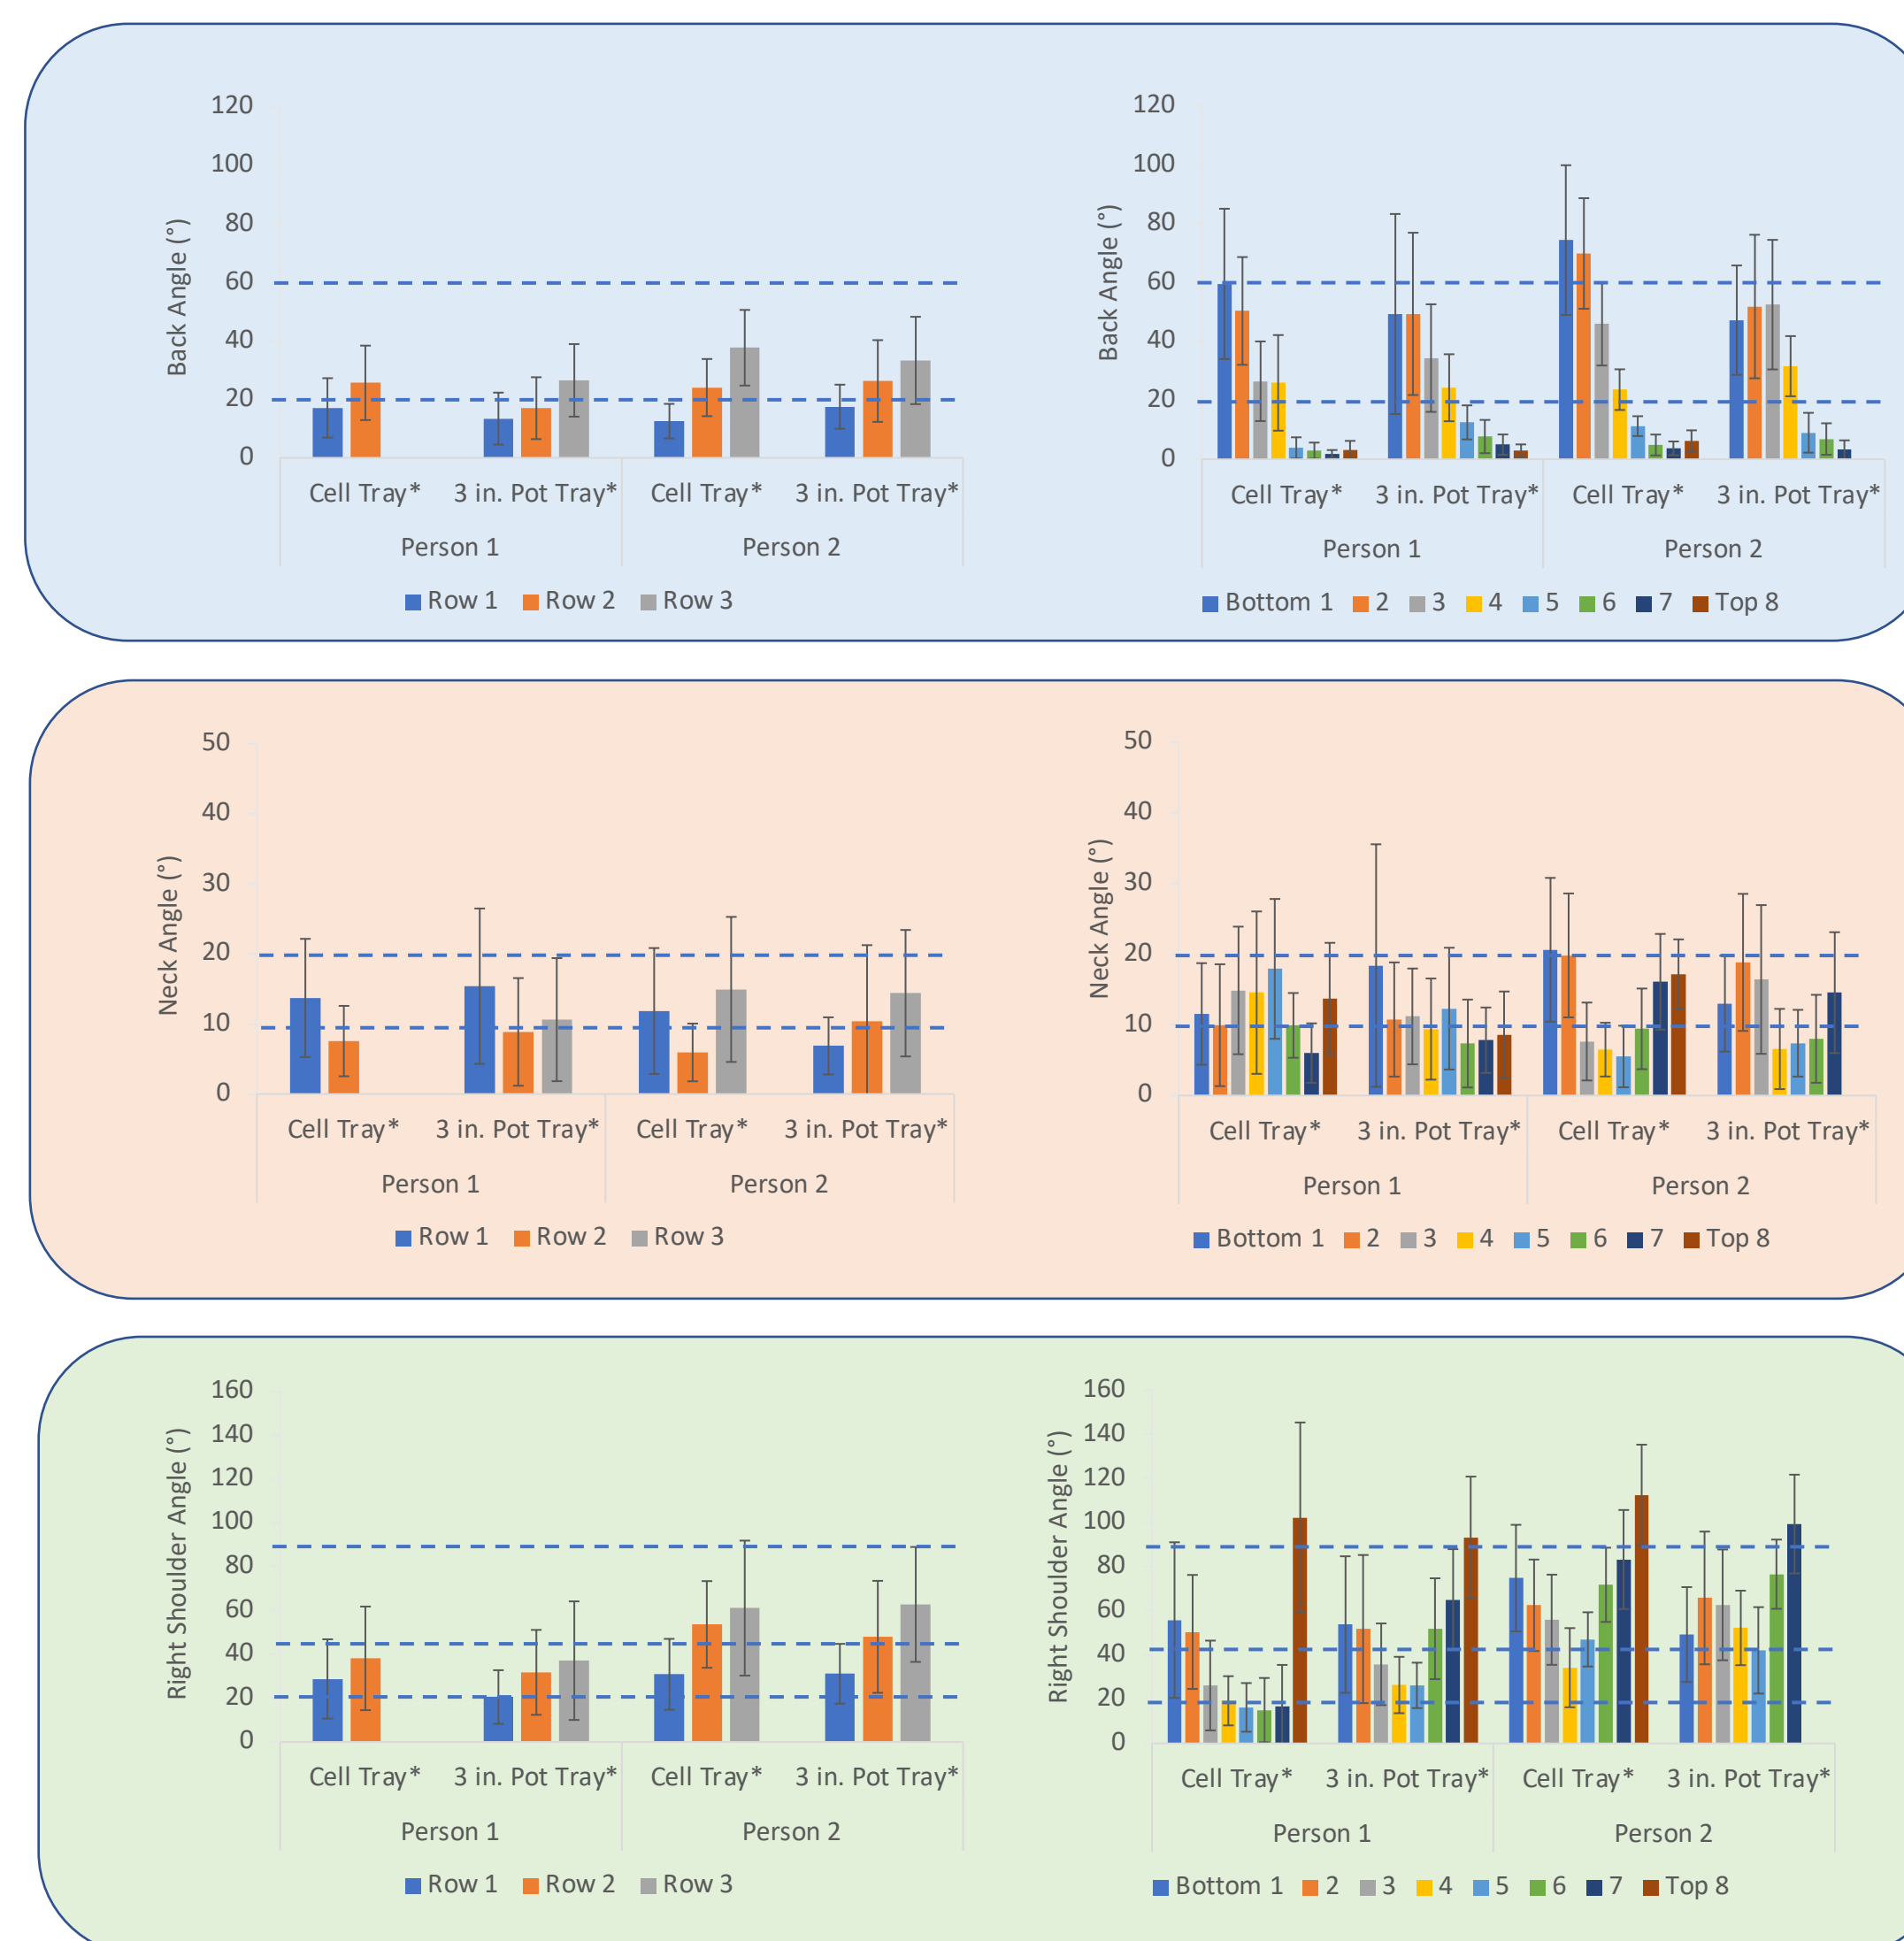 120
100
80
60
40
20
0
Back Angle (°)
Cell Tray* 3 in. Pot Tray* Cell Tray* 3 in. Pot Tray*
Person 1 Person 2
Row 1 Row 2 Row 3
120
100
80
60
40
20
0
Back Angle (°)
Cell Tray* 3 in. Pot Tray* Cell Tray* 3 in. Pot Tray*
Person 1 Person 2
Bottom 1 2 3 4 5 6 7 Top 8
50
40
30
20
10
0
Neck Angle (°)
Cell Tray* 3 in. Pot Tray* Cell Tray* 3 in. Pot Tray*
Person 1 Person 2
Row 1 Row 2 Row 3
50
40
30
20
10
0
Neck Angle (°)
Cell Tray* 3 in. Pot Tray* Cell Tray* 3 in. Pot Tray*
Person 1 Person 2
Bottom 1 2 3 4 5 6 7 Top 8
160
140
120
100
80
60
40
20
0
Right Shoulder Angle (°)
Cell Tray* 3 in. Pot Tray* Cell Tray* 3 in. Pot Tray*
Person 1 Person 2
Row 1 Row 2 Row 3
160
140
120
100
80
60
40
20
0
Right Shoulder Angle (°)
Cell Tray* 3 in. Pot Tray* Cell Tray* 3 in. Pot Tray*
Person 1 Person 2
Bottom 1 2 3 4 5 6 7 Top 8